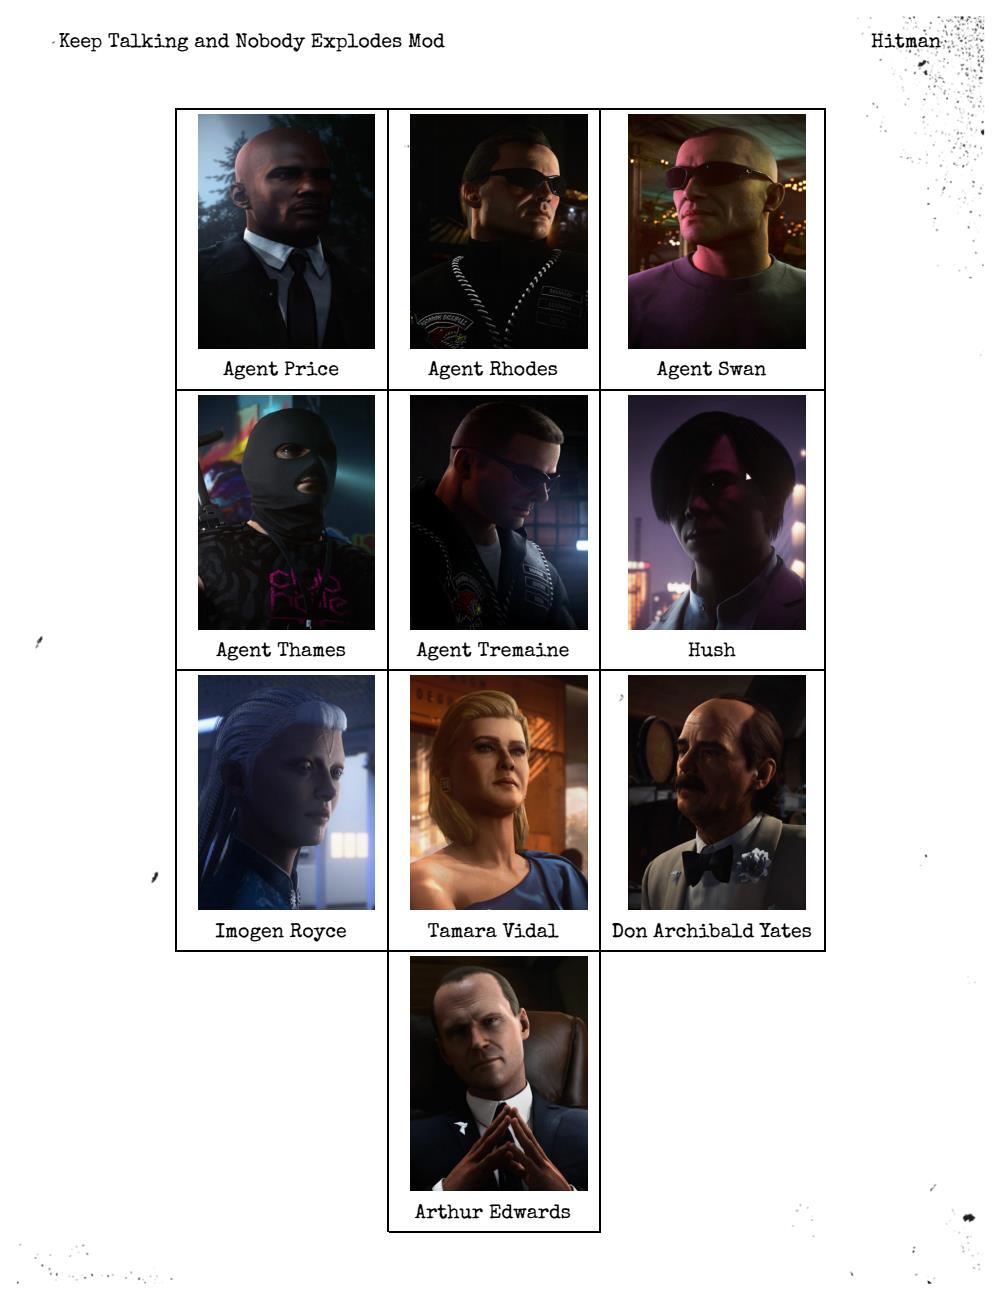 Keep Talking and Nobody Explodes Mod
Hitman
Agent Price
Agent Rhodes
Agent Swan
Agent Thames
Agent Tremaine
Hush
Imogen Royce
Tamara Vidal
Don Archibald Yates
Arthur Edwards